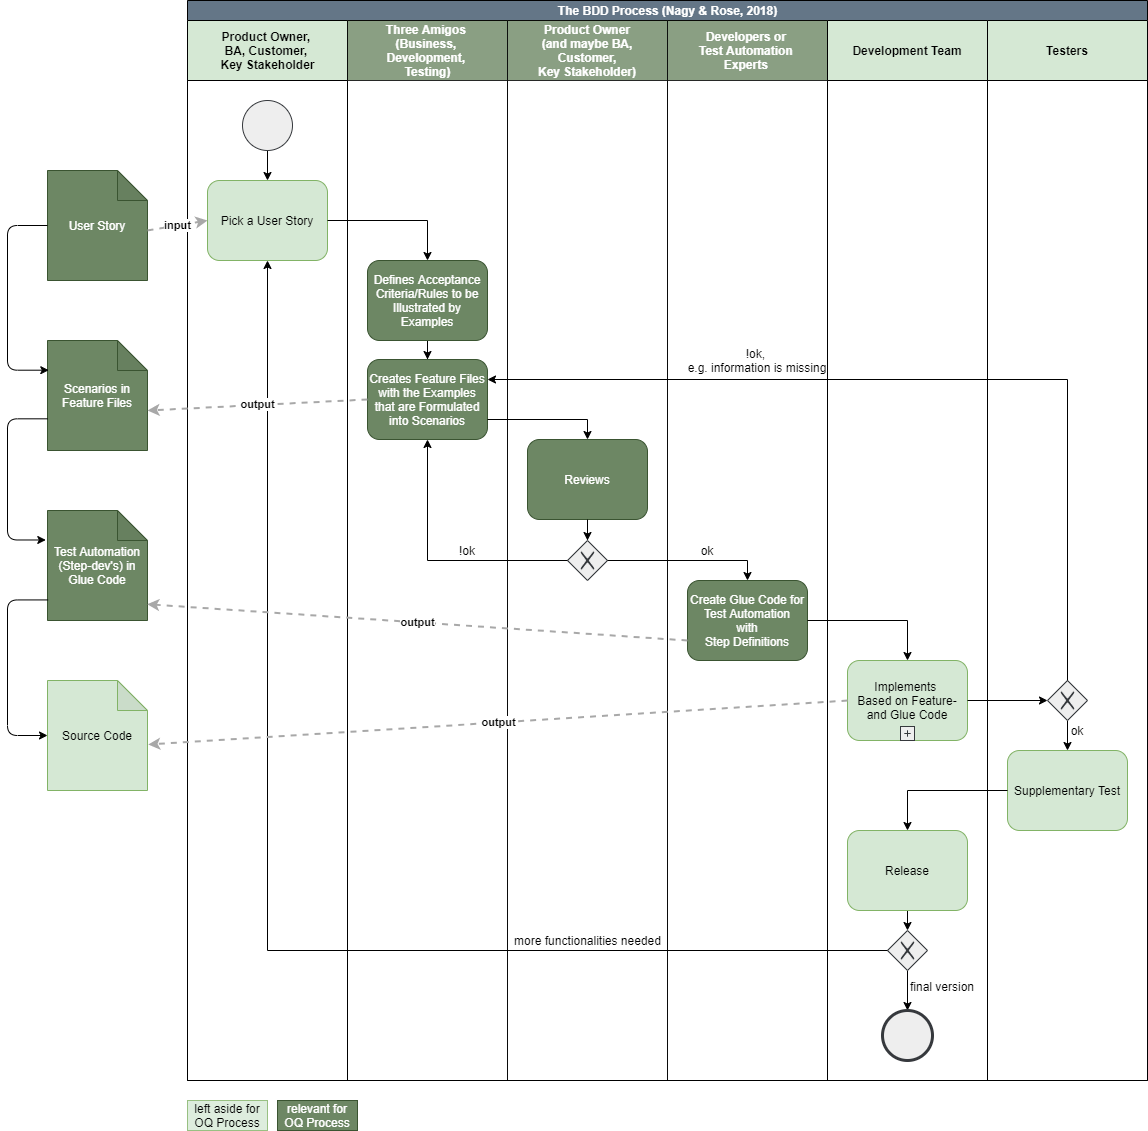 The BDD Process (Nagy & Rose, 2018)
Product Owner,
BA, Customer,
Key Stakeholder
Three Amigos
(Business,
Development,
Testing)
Product Owner
(and maybe BA,
Customer,
Key Stakeholder)
Developers or
Test Automation
Experts
Development Team
Testers
User Story
input
Pick a User Story
Defines Acceptance
Criteria/Rules to be
Illustrated by
Examples
!ok,
e.g. information is missing
Scenarios in
Feature Files
output
Creates Feature Files
with the Examples
that are Formulated
into Scenarios
Reviews
!ok
ok
Test Automation
(Step-dev's) in
Glue Code
output
Create Glue Code for
Test Automation
with
Step Definitions
Source Code
output
Implements
Based on Feature-
and Glue Code
ok
Supplementary Test
Release
more functionalities needed
final version
left aside for
OQ Process
relevant for
OQ Process